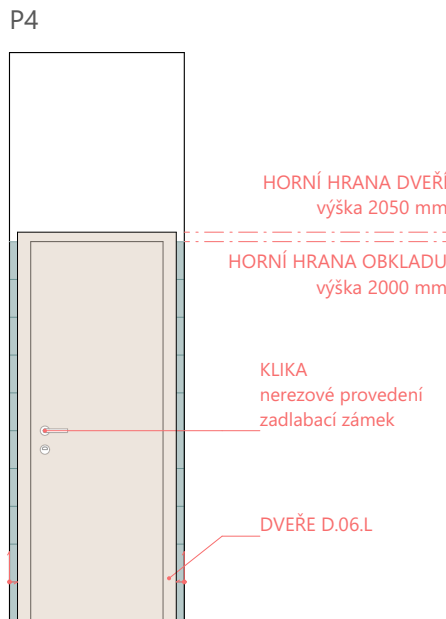 P4
HORNÍ HRANA DVEŘÍ
výška 2050 mm
HORNÍ HRANA OBKLADU
výška 2000 mm
KLIKA
nerezové provedení
zadlabací zámek
DVEŘE D.06.L